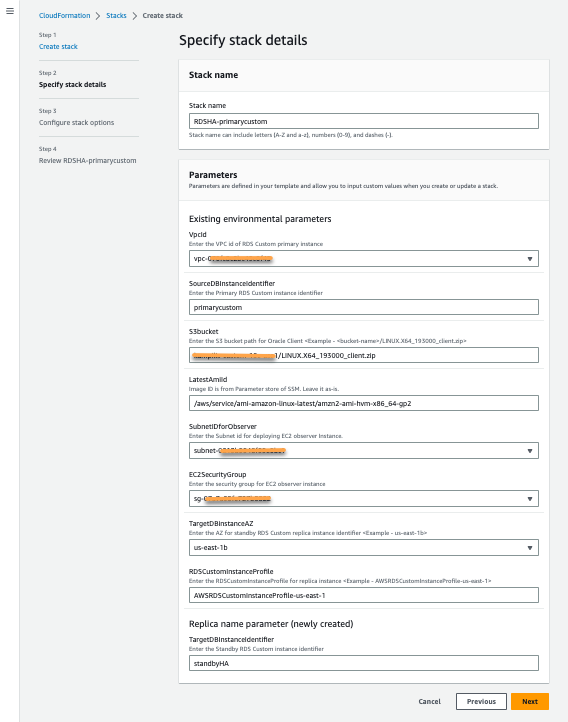 CloudFormation > Stacks > Create stack
Step 1
Create stack
Step 2
Specify stack details
Step 3
Configure stack options
Step 4
Review RDSHA-primarycustom
Specify stack details
Stack name
Stack name
RDSHA-primarycustom
Stack name can include letters (A-Z and a-z), numbers (0-9), and dashes (-).
Parameters
Parameters are defined in your template and allow you to input custom values when you create or update a stack.
Existing environmental parameters
VpcId
Enter the VPC id of RDS Custom primary instance
vpc-
SourceDBInstanceIdentifier
Enter the Primary RDS Custom instance identifier
primarycustom
S3bucket
Enter the S3 bucket path for Oracle Client <Example - <bucket-name>/LINUX.X64_193000_client.zip>
1/LINUX.X64_193000_client.zip
LatestAmiId
Image ID is from Parameter store of SSM. Leave it as-is.
/aws/service/ami-amazon-linux-latest/amzn2-ami-hvm-x86_64-gp2
SubnetIDforObserver
Enter the Subnet id for deploying EC2 observer Instance.
subnet-
EC2SecurityGroup
Enter the security group for EC2 observer instance
sg-
TargetDBInstanceAZ
Enter the AZ for standby RDS Custom replica instance identifier <Example - us-east-1b>
us-east-1b
RDSCustomInstanceProfile
Enter the RDSCustomInstanceProfile for replica instance <Example - AWSRDSCustomInstanceProfile-us-east-1>
AWSRDSCustomInstanceProfile-us-east-1
Replica name parameter (newly created)
TargetDBInstanceIdentifier
Enter the Standby RDS Custom instance identifier
standbyHA
Cancel
Previous
Next